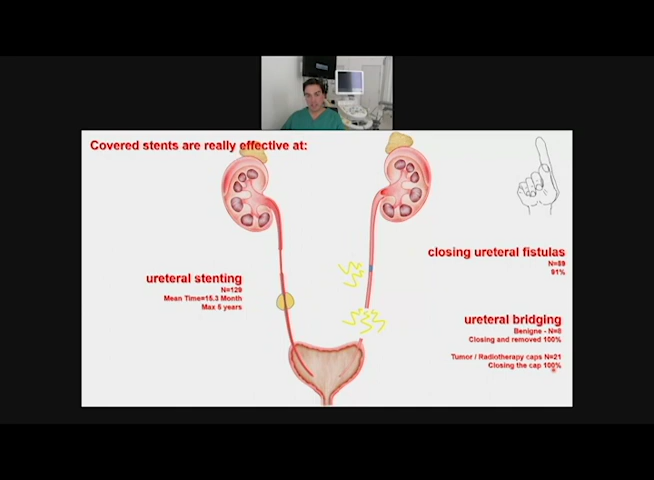 Covered stents are really effective at:
closing ureteral fistulas
N=89
91%
ureteral stenting
N=129
Mean Time=15.3 Month
Max 5 years
ureteral bridging
Benigne - N=8
Closing and removed 100%
Tumor / Radiotherapy caps N=21
Closing the cap 100%